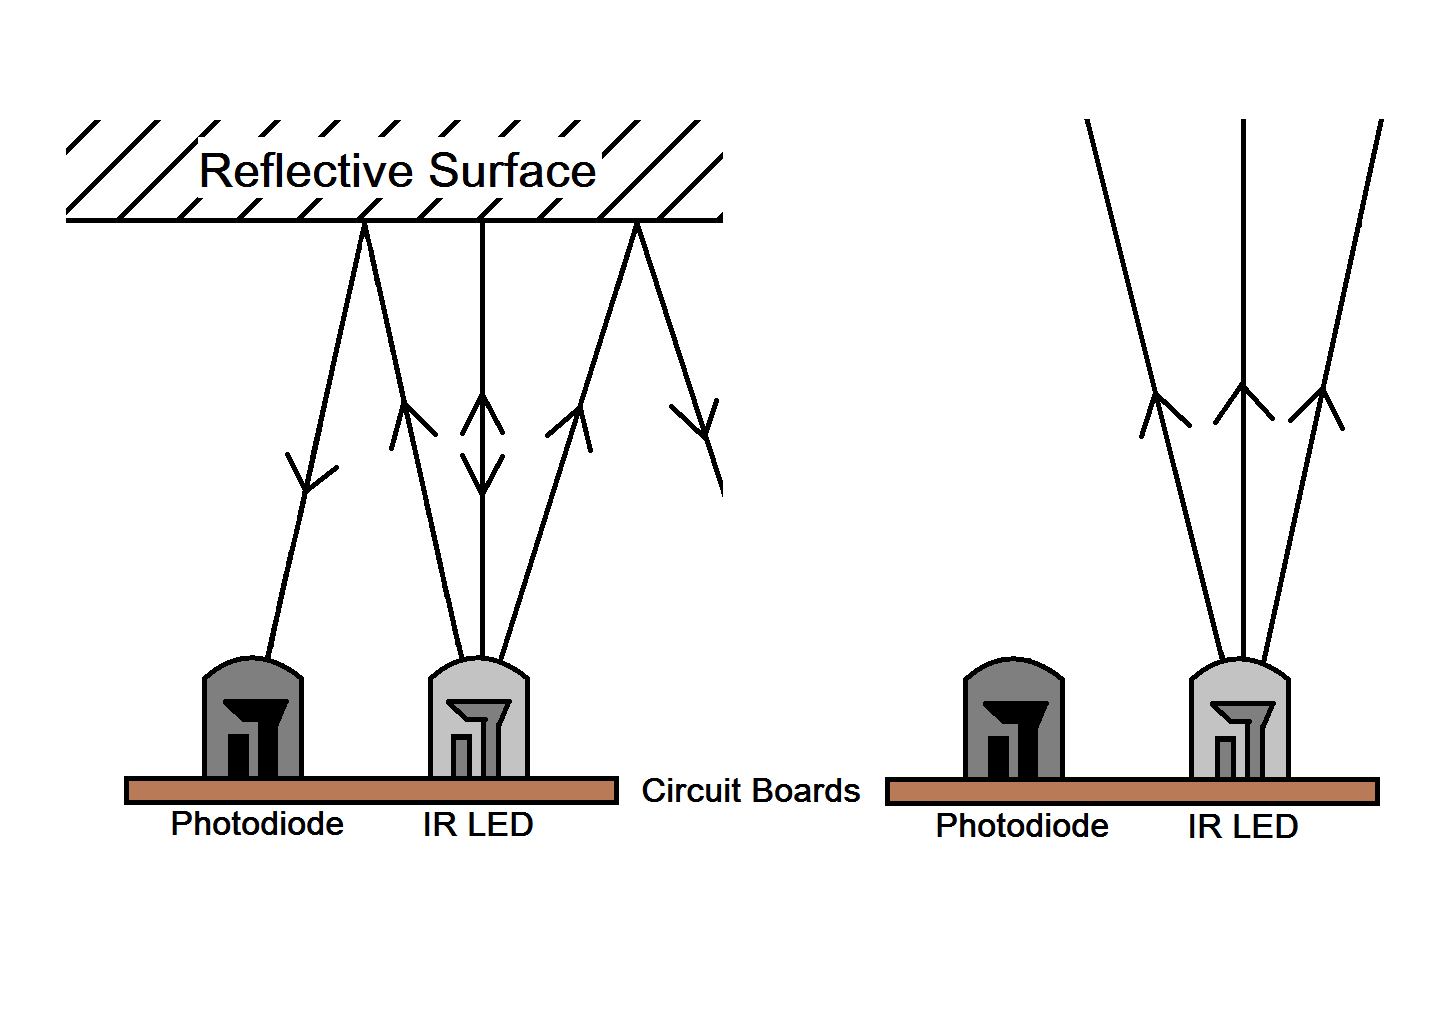 Reflective Surface
Circuit Boards
Photodiode
IR LED
Photodiode
IR LED